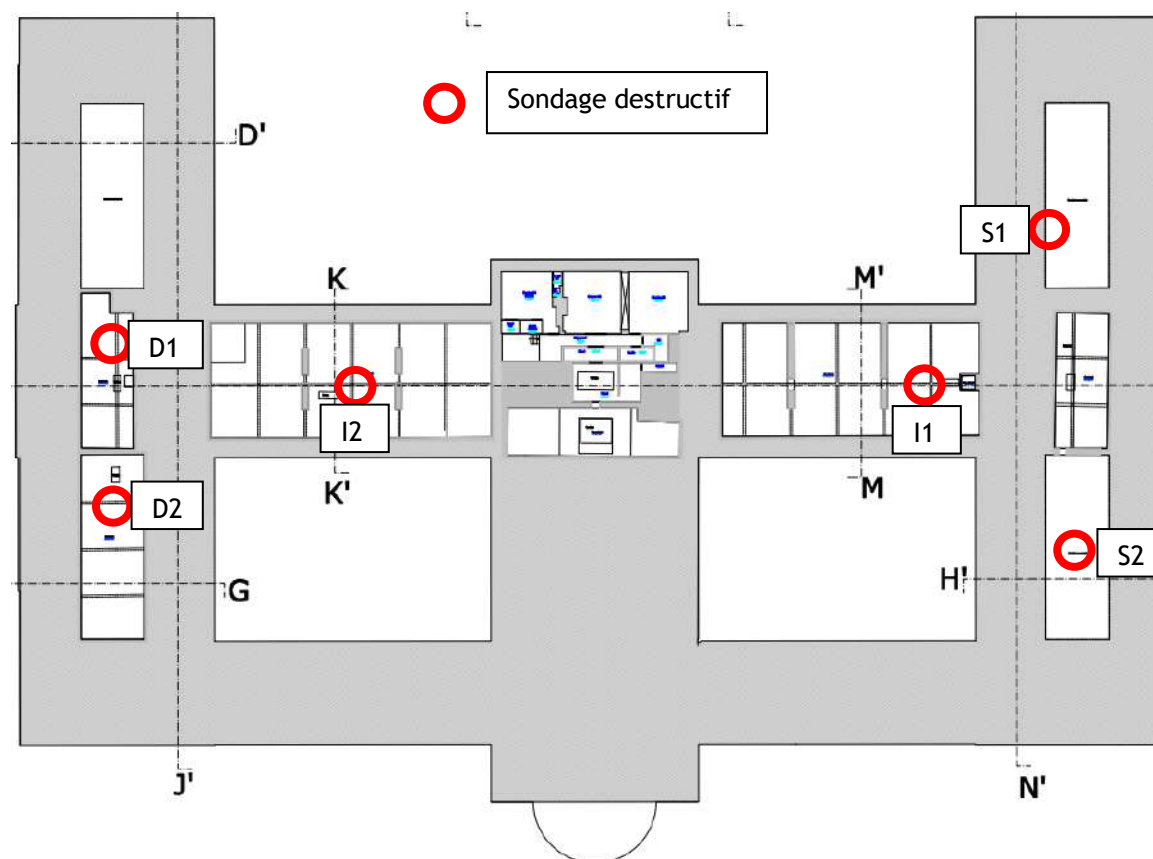 Sondage destructif
D'
S1
K
M'
D1
I2
I1
K'
M
D2
S2
G
H'
J'
N'